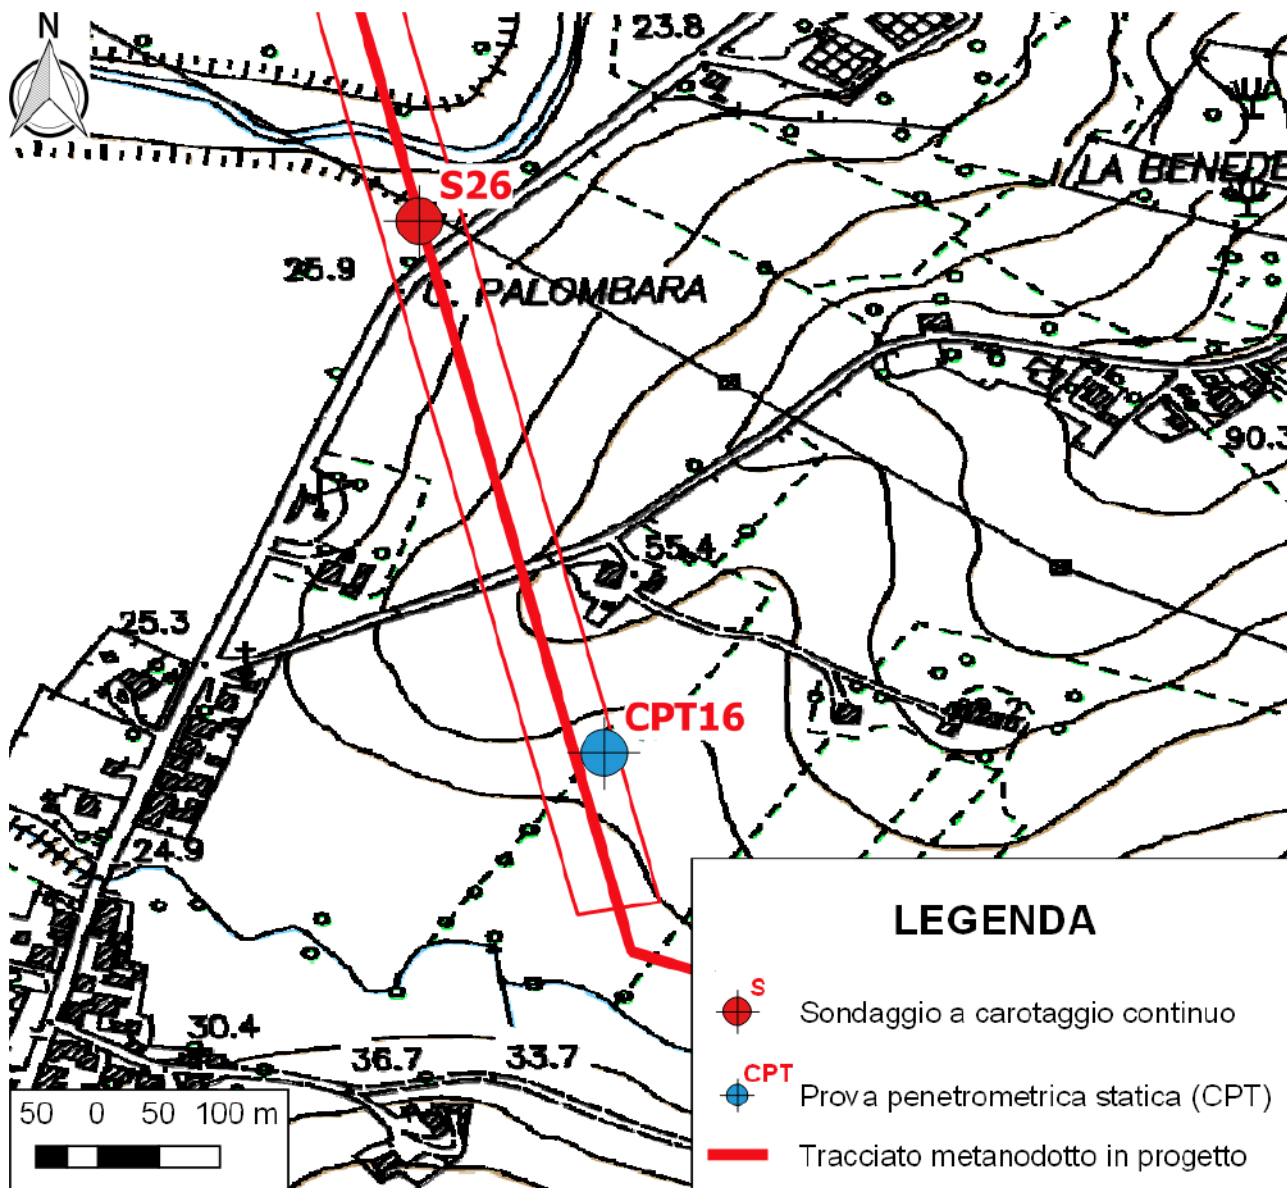 N
23.8
S26
LA BENEDE
25.9
C. PALOMBARA
90.3
55.4
25.3
CPT16
24.9
30.4
36.7
33.7
50 0 50 100 m
LEGENDA
S
Sondaggio a carotaggio continuo
CPT
Prova penetrometrica statica (CPT)
Tracciato metanodotto in progetto